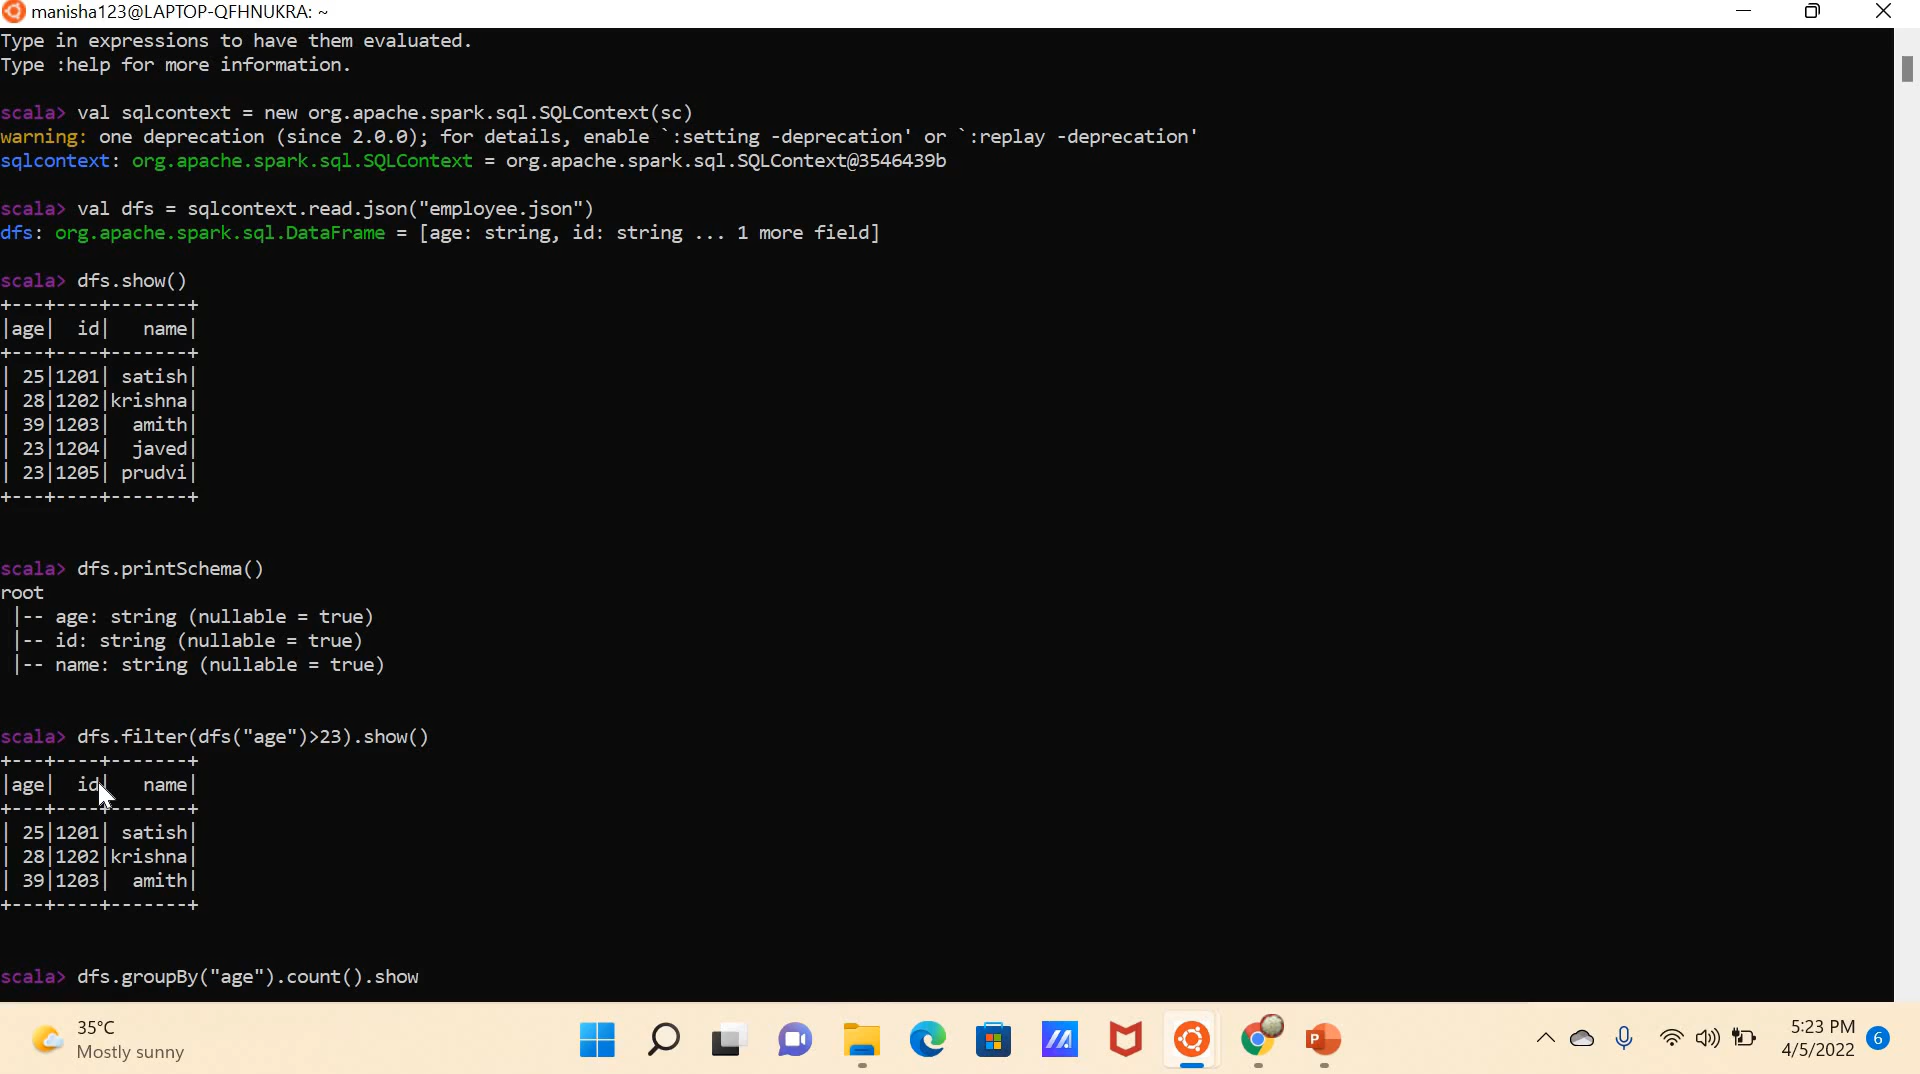 manisha123@LAPTOP-QFHNUKRA: ~
Type in expressions to have them evaluated.
Type :help for more information.
scala> val sqlcontext = new org.apache.spark.sql.SQLContext(sc)
warning: one deprecation (since 2.0.0); for details, enable `:setting -deprecation' or `:replay -deprecation'
sqlcontext: org.apache.spark.sql.SQLContext = org.apache.spark.sql.SQLContext@3546439b
scala> val dfs = sqlcontext.read.json("employee.json")
dfs: org.apache.spark.sql.DataFrame = [age: string, id: string ... 1 more field]
scala> dfs.show()
+---+----+-------+
|age|  id|   name|
+---+----+-------+
| 25|1201| satish|
| 28|1202|krishna|
| 39|1203|  amith|
| 23|1204|  javed|
| 23|1205| prudvi|
+---+----+-------+
scala> dfs.printSchema()
root
 |-- age: string (nullable = true)
 |-- id: string (nullable = true)
 |-- name: string (nullable = true)
scala> dfs.filter(dfs("age")>23).show()
+---+----+-------+
|age|  id|   name|
+---+----+-------+
| 25|1201| satish|
| 28|1202|krishna|
| 39|1203|  amith|
+---+----+-------+
scala> dfs.groupBy("age").count().show
35°C
Mostly sunny
P
5:23 PM
4/5/2022
6